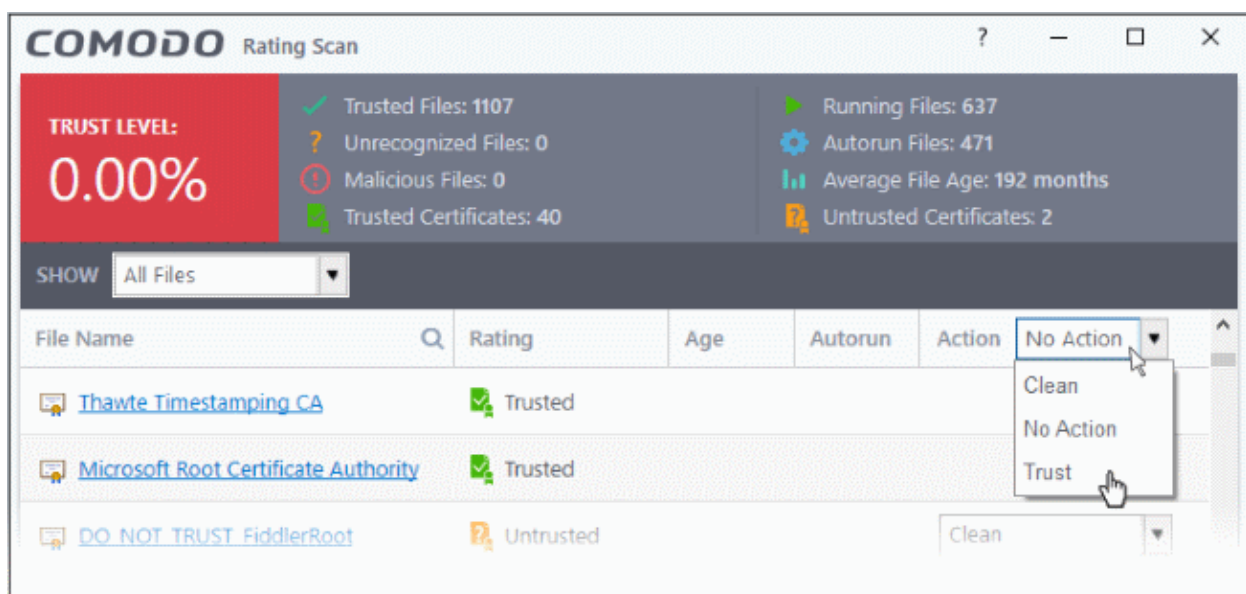 COMODO Rating Scan
?
TRUST LEVEL:
0.00%
Trusted Files: 1107
Unrecognized Files: 0
Malicious Files: 0
Trusted Certificates: 40
Running Files: 637
Autorun Files: 471
Average File Age: 192 months
Untrusted Certificates: 2
SHOW All Files
File Name Rating Age Autorun Action No Action
Clean
No Action
Trust
Thawte Timestamping CA Trusted
Microsoft Root Certificate Authority Trusted
DO_NOT_TRUST_FiddlerRoot Untrusted Clean